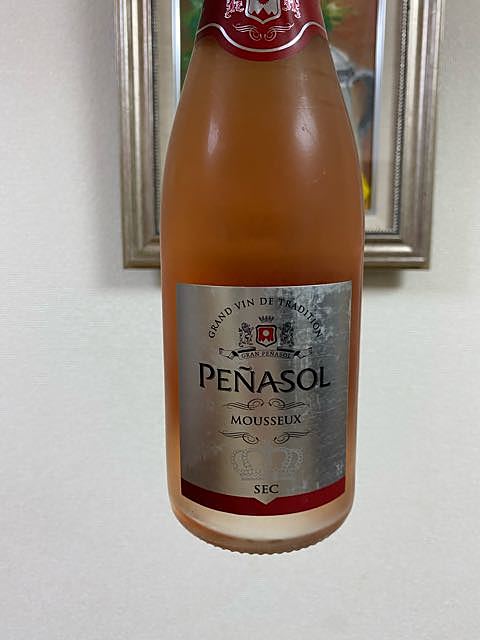 GRAND VIN DE TRADITION
GRAN PEÑASOL
PEÑASOL
MOUSSEUX
SEC